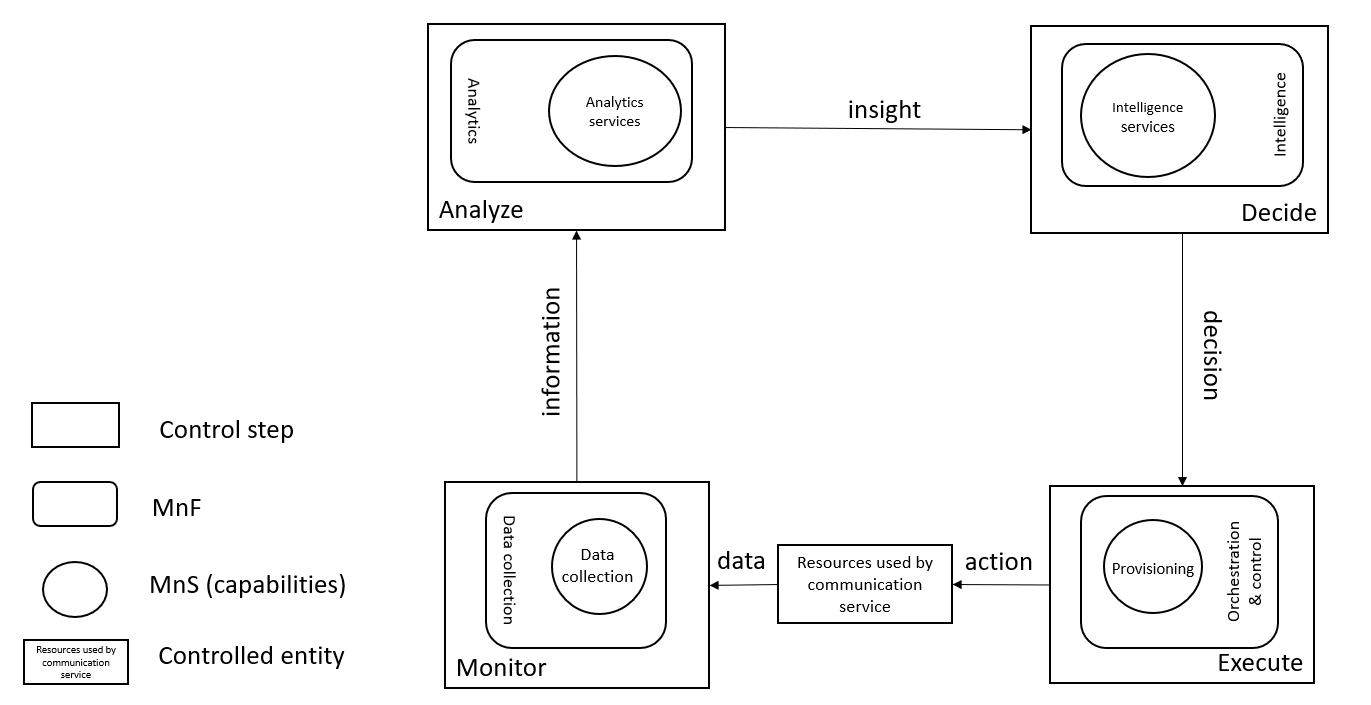 Analytics
Analytics
services
Analyze
insight
Intelligence
services
Intelligence
Decide
information
decision
Control step
MnF
MnS (capabilities)
Resources used by
communication
service
Controlled entity
Data collection
Data
collection
Monitor
data
Resources used by
communication
service
action
Provisioning
Orchestration
& control
Execute